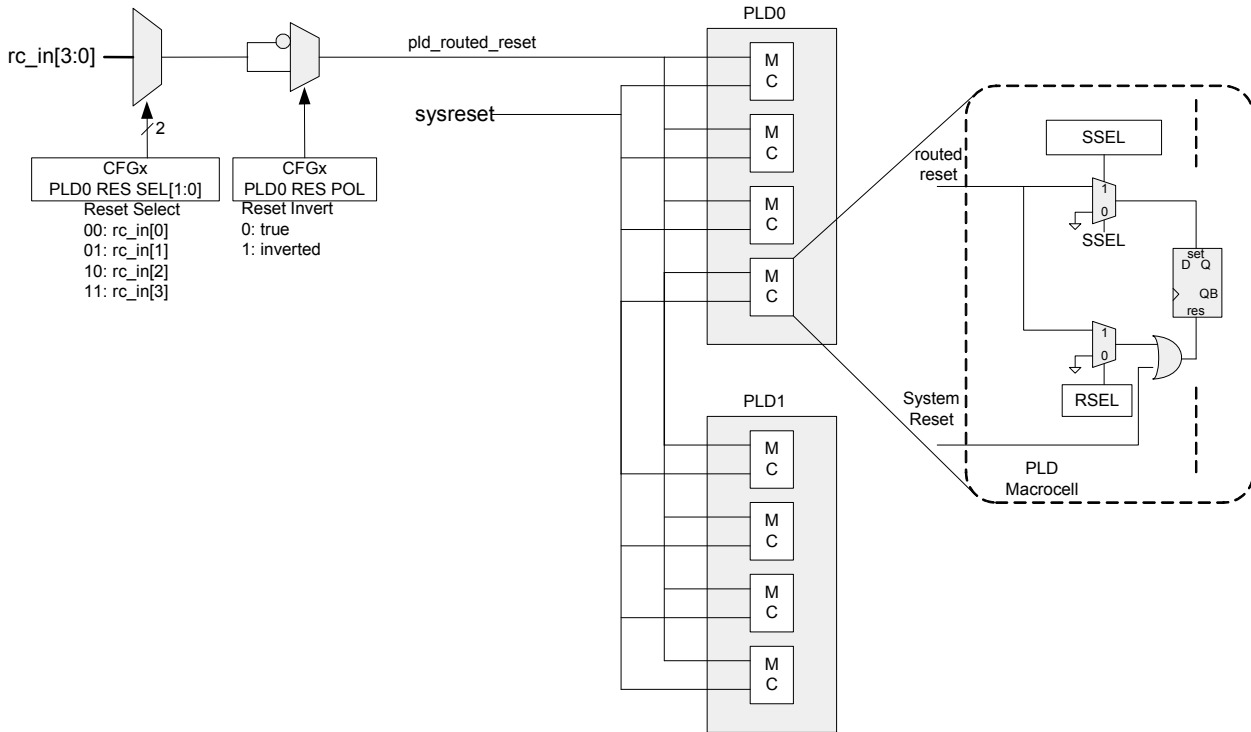 PLD0
rc_in[3:0]
pld_routed_reset
sysreset
2
CFGx
PLD0 RES SEL[1:0]
Reset Select
00: rc_in[0]
01: rc_in[1]
10: rc_in[2]
11: rc_in[3]
CFGx
PLD0 RES POL
Reset Invert
0: true
1: inverted
M
C
M
C
M
C
M
C
PLD1
M
C
M
C
M
C
M
C
routed
reset
SSEL
1
0
SSEL
set
D Q
QB
res
1
0
RSEL
System
Reset
PLD
Macrocell